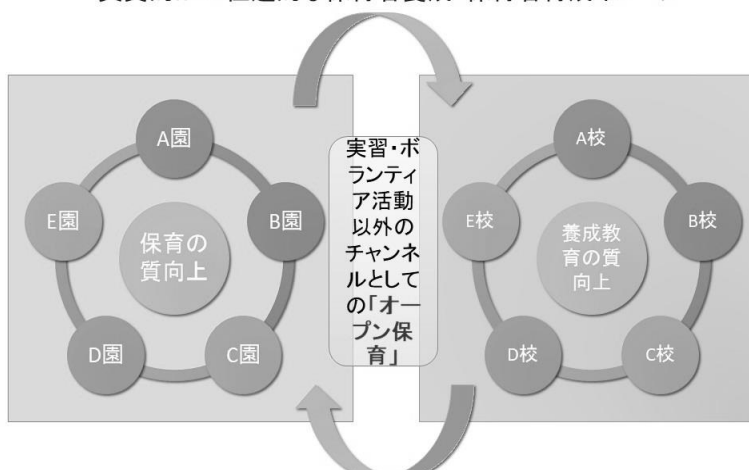 A園
B園
C園
D園
E園
保育の
質向上
実習・ボ
ランティ
ア活動
以外の
チャンネ
ルとして
の「オー
プン保
育」
A校
B校
C校
D校
E校
養成教
育の質
向上